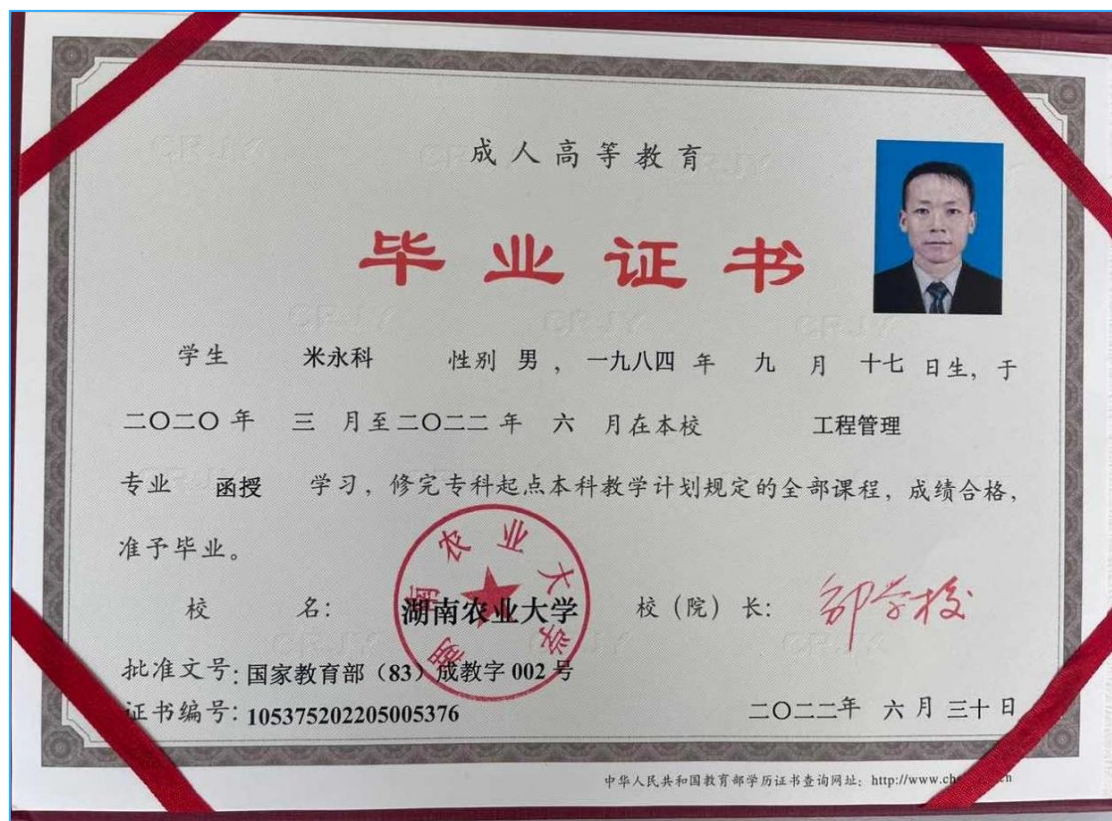 成人高等教育
毕业证书
学生 米永科 性别 男 ，一九八四 年 九 月 十七 日生，于
二〇二〇 年 三 月至二〇二二 年 六 月在本校 工程管理
专业 函授 学习，修完专科起点本科教学计划规定的全部课程，成绩合格，
准予毕业。
校 名： 湖南农业大学 校（院）长：
湖南农业大学
批准文号：国家教育部（83）成教字 002 号
证书编号：105375202205005376 二〇二二年 六 月 三十 日
中华人民共和国教育部学历证书查询网址：http://www.ch